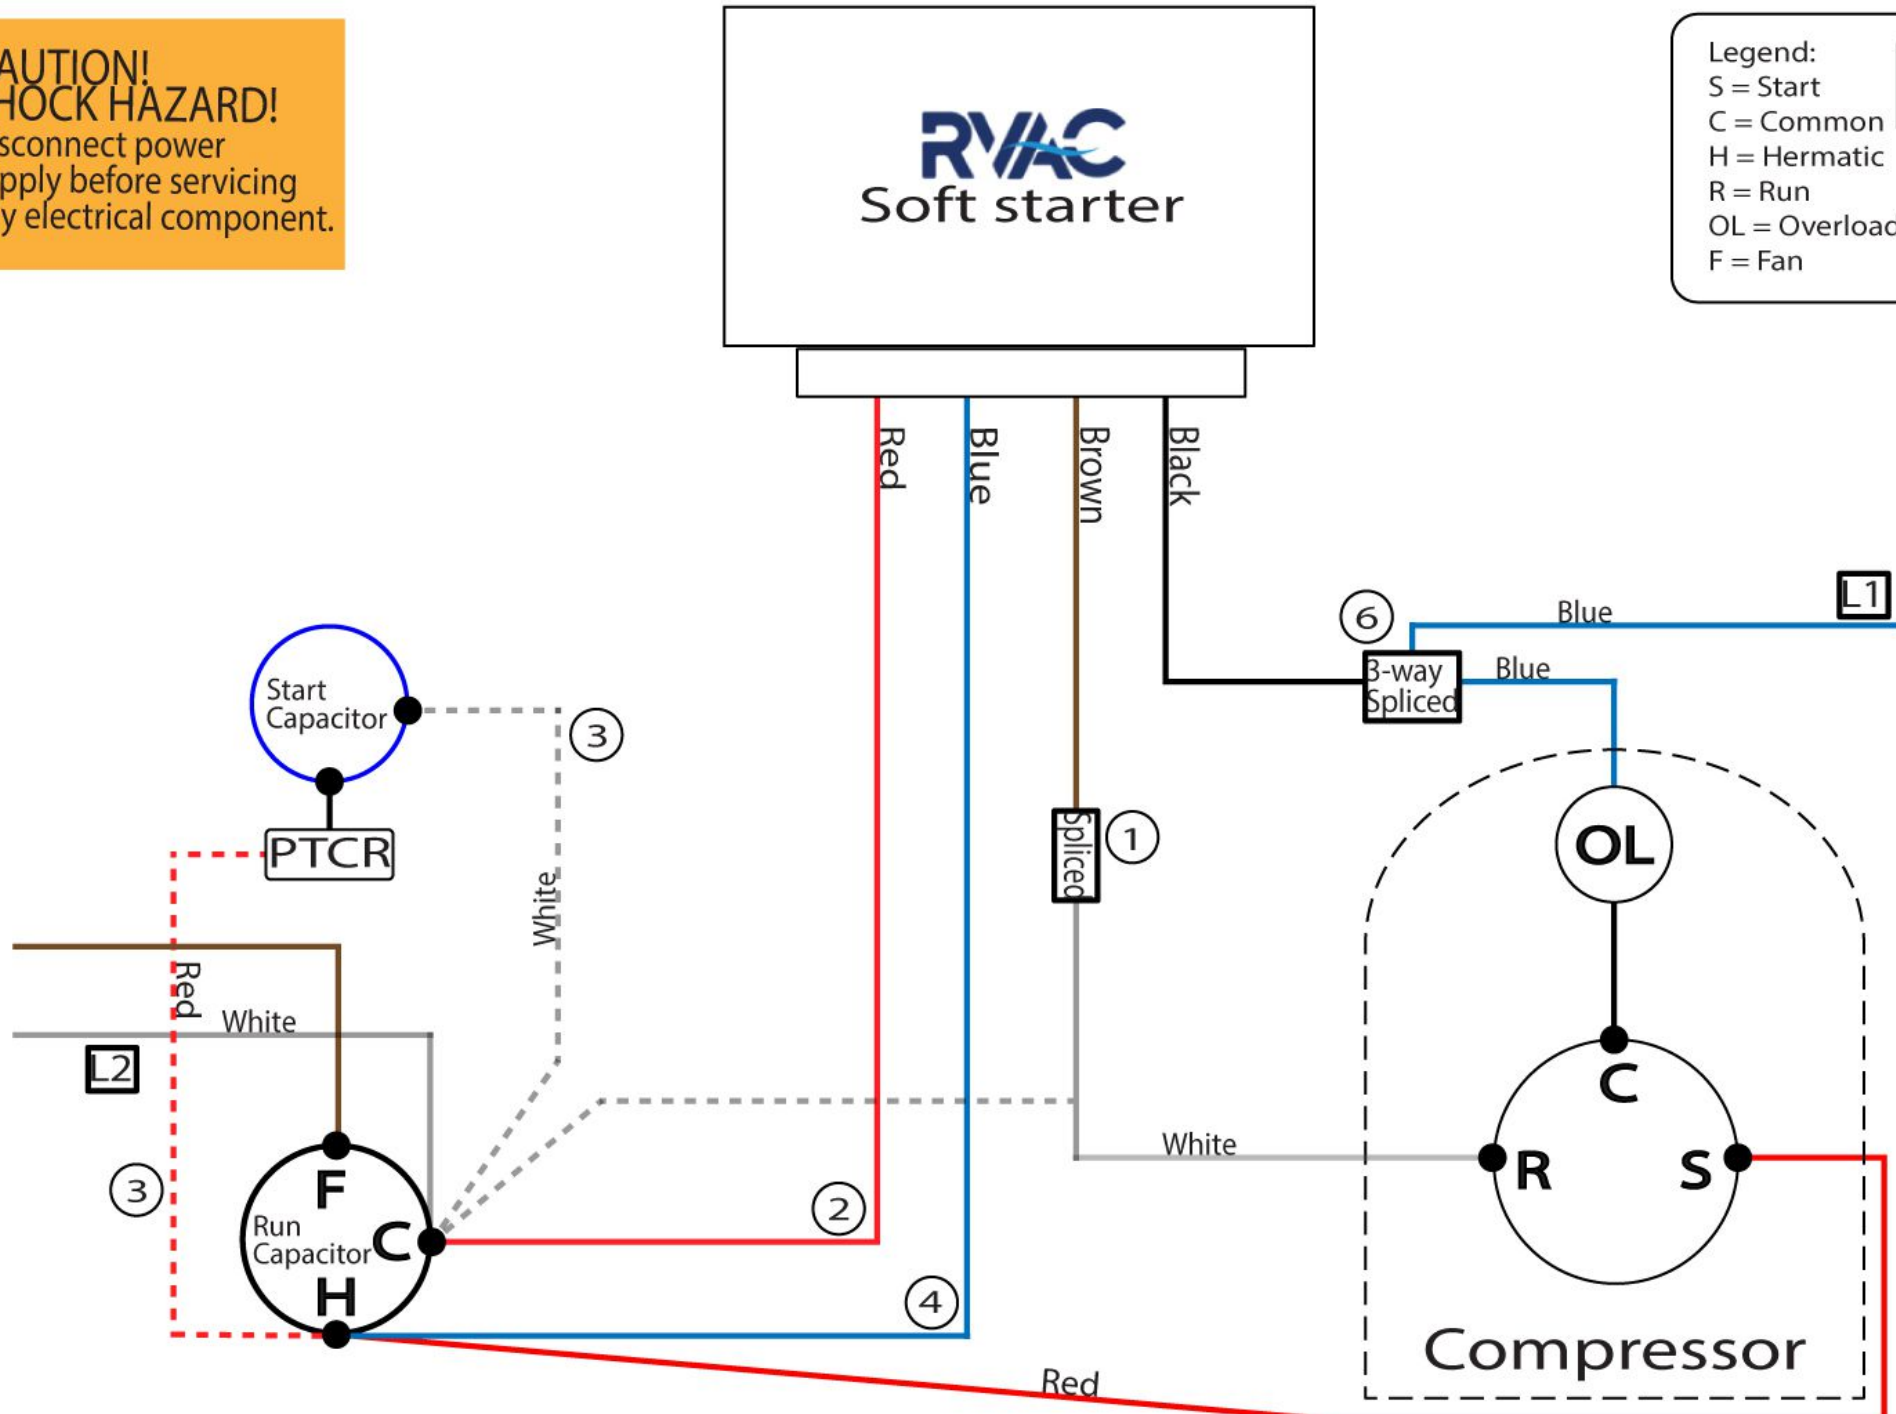 AUTION!
HOCK HAZARD!
sconnect power
pply before servicing
y electrical component.
RVAC
Soft starter
Legend:
S = Start
C = Common
H = Hermatic
R = Run
OL = Overload
F = Fan
Red
Blue
Brown
Black
L1
Blue
6
3-way
Spliced
Blue
Start
Capacitor
3
1
Spliced
OL
PTCR
White
Red
White
L2
C
White
R
S
3
F
Run
Capacitor
C
H
2
4
Compressor
Red